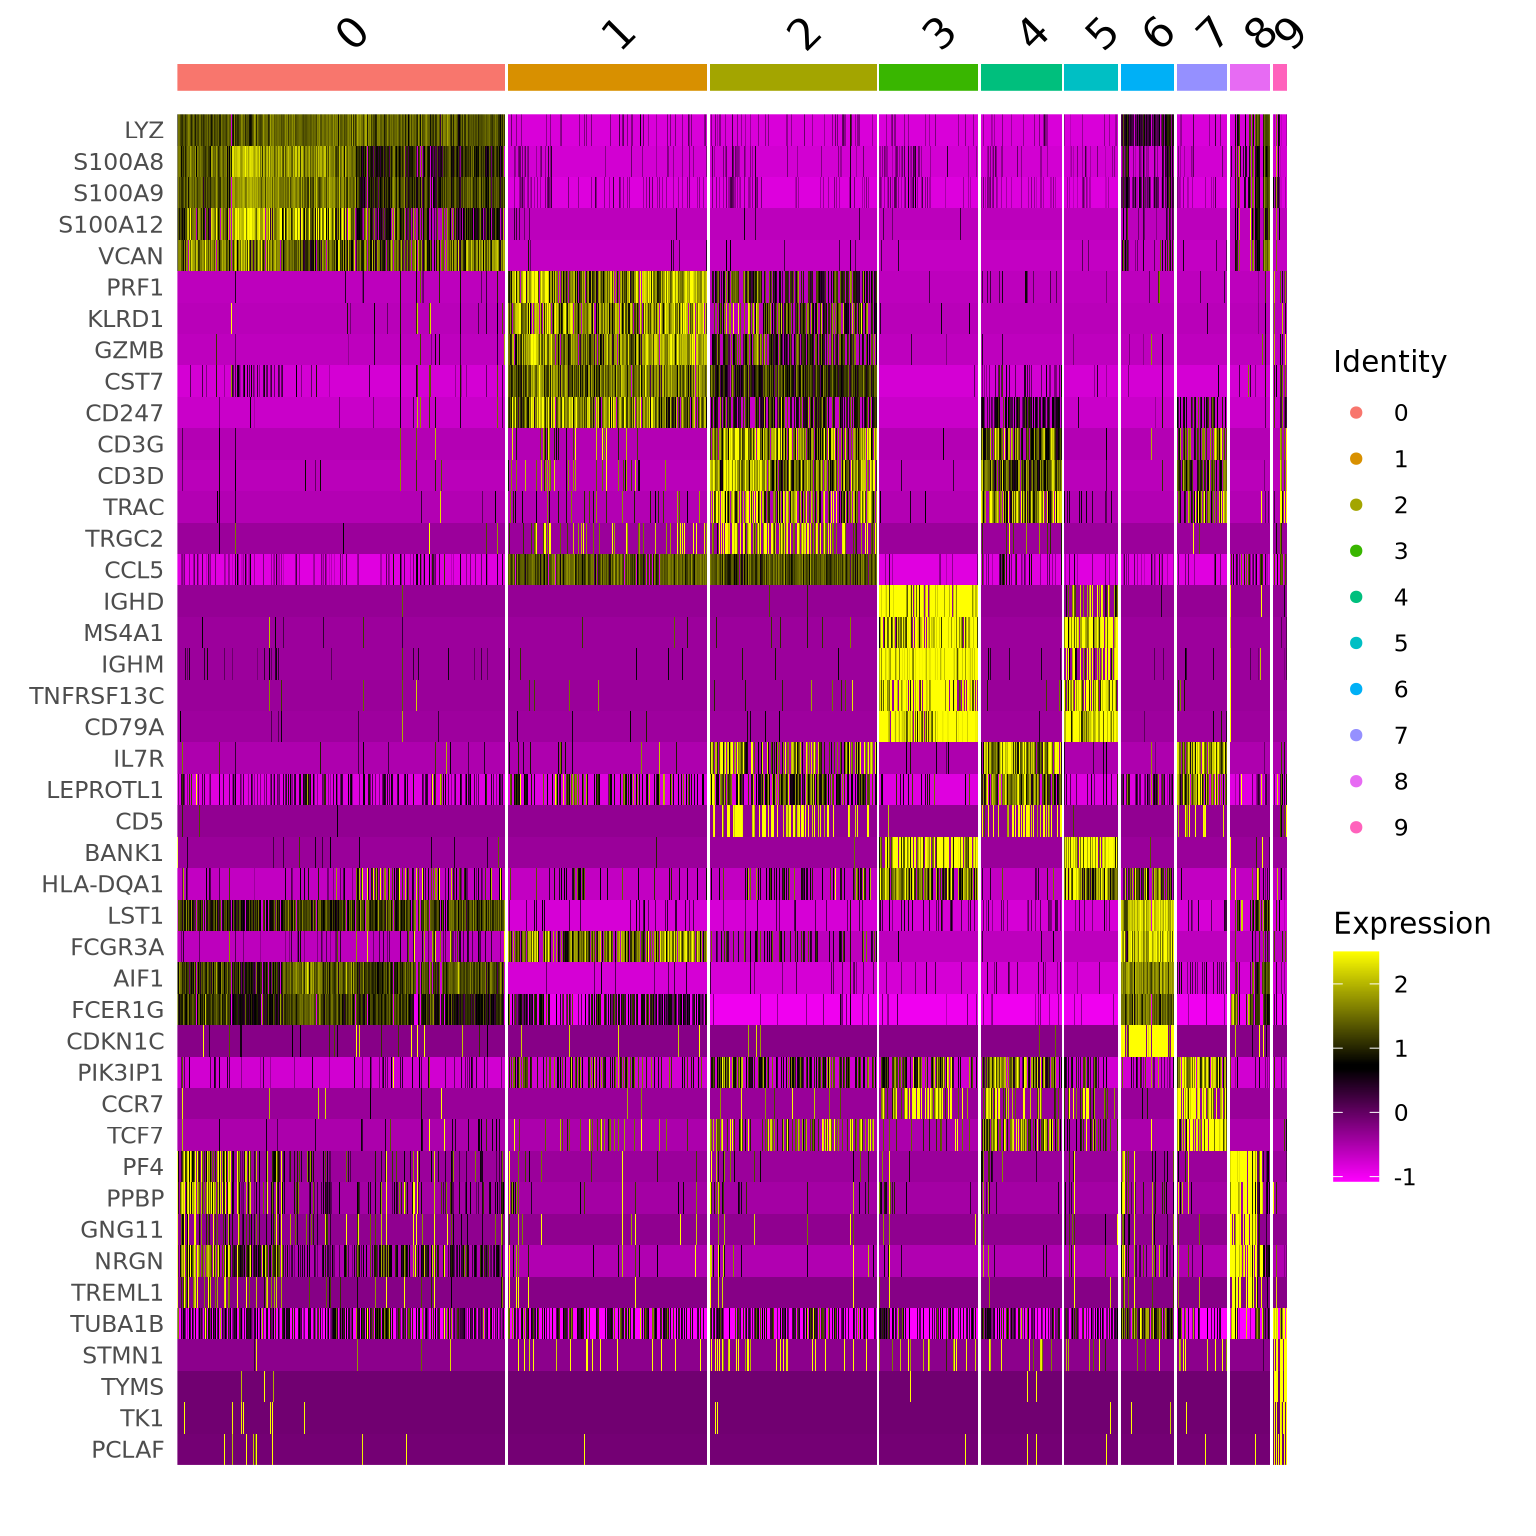 0 1 2 3 4 5 6 7 8 9
LYZ
S100A8
S100A9
S100A12
VCAN
PRF1
KLRD1
GZMB
CST7
CD247
CD3G
CD3D
TRAC
TRGC2
CCL5
IGHD
MS4A1
IGHM
TNFRSF13C
CD79A
IL7R
LEPROTL1
CD5
BANK1
HLA-DQA1
LST1
FCGR3A
AIF1
FCER1G
CDKN1C
PIK3IP1
CCR7
TCF7
PF4
PPBP
GNG11
NRGN
TREML1
TUBA1B
STMN1
TYMS
TK1
PCLAF
Identity
0
1
2
3
4
5
6
7
8
9
Expression
2
1
0
-1